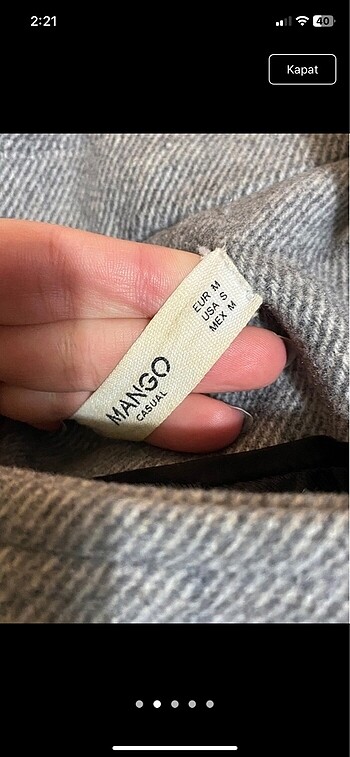 2:21
40
Kapat
EUR M
USA S
MEX M
MANGO
CASUAL